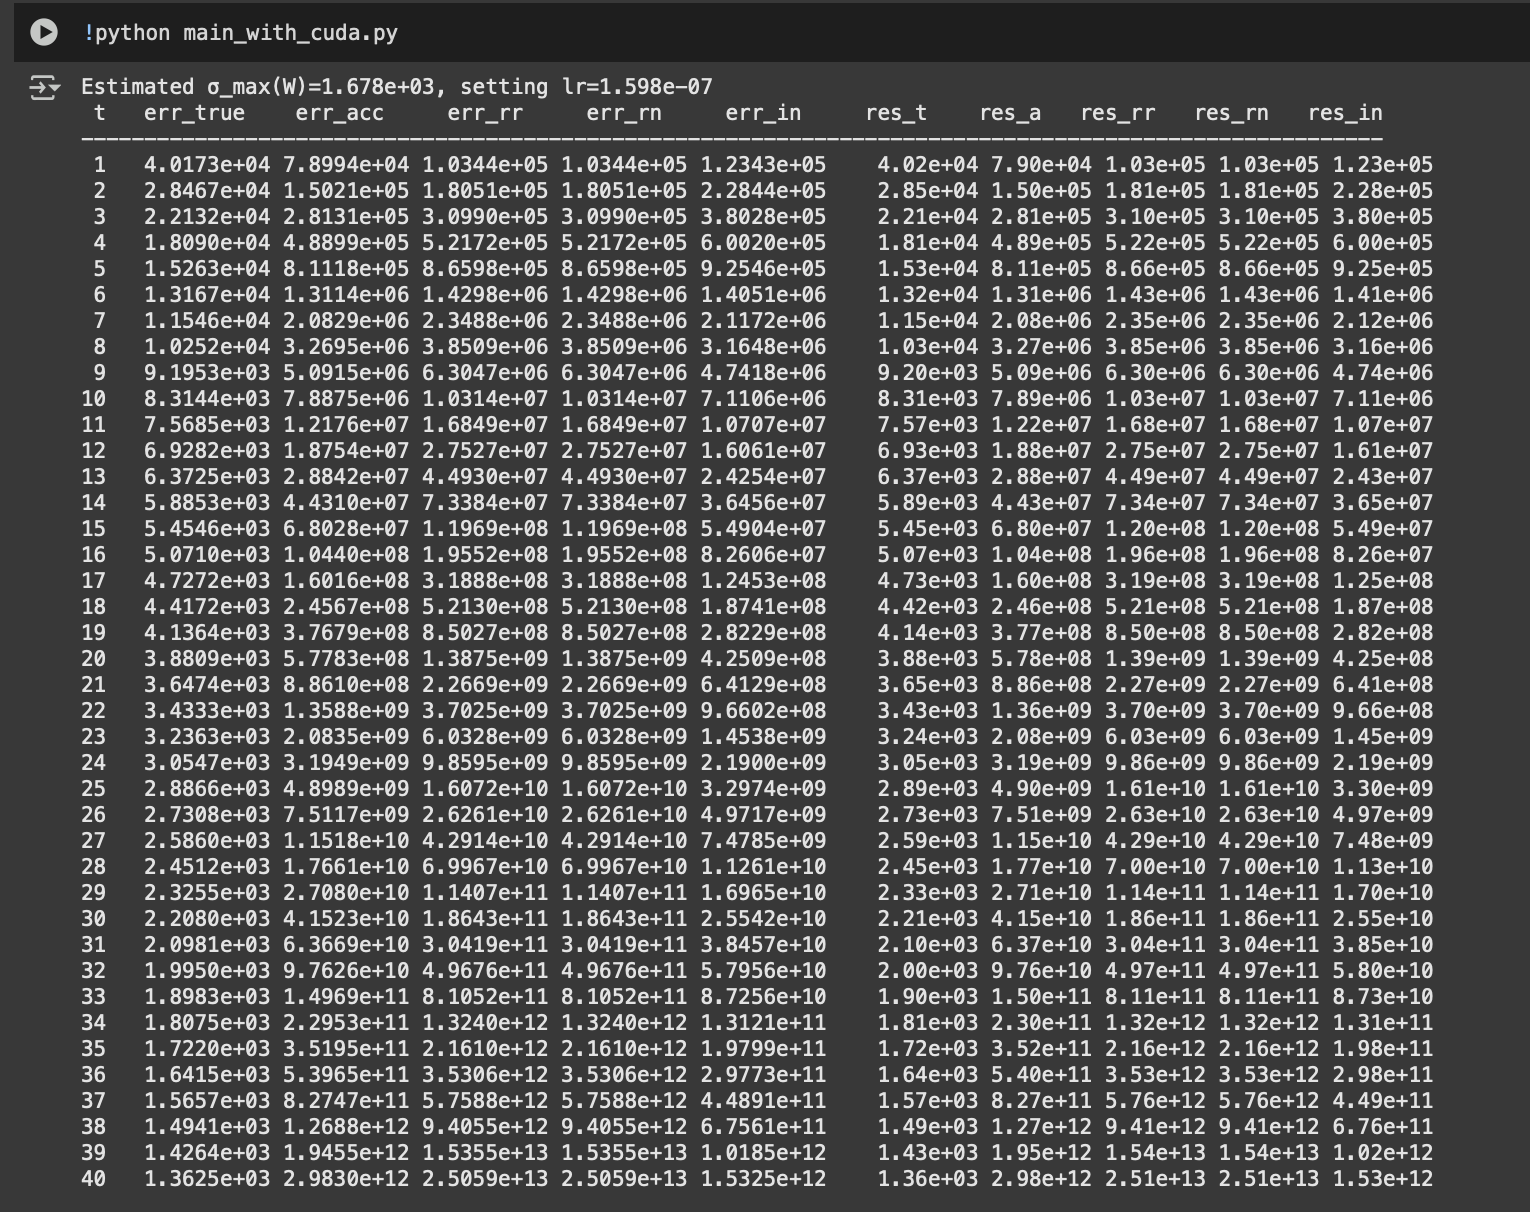 !python main_with_cuda.py
Estimated σ_max(W)=1.678e+03, setting lr=1.598e-07
t err_true err_acc err_rr err_rn err_in res_t res_a res_rr res_rn res_in
1 4.0173e+04 7.8994e+04 1.0344e+05 1.0344e+05 1.2343e+05 4.02e+04 7.90e+04 1.03e+05 1.03e+05 1.23e+05
2 2.8467e+04 1.5021e+05 1.8051e+05 1.8051e+05 2.2844e+05 2.85e+04 1.50e+05 1.81e+05 1.81e+05 2.28e+05
3 2.2132e+04 2.8131e+05 3.0990e+05 3.0990e+05 3.8028e+05 2.21e+04 2.81e+05 3.10e+05 3.10e+05 3.80e+05
4 1.8090e+04 4.8899e+05 5.2172e+05 5.2172e+05 6.0020e+05 1.81e+04 4.89e+05 5.22e+05 5.22e+05 6.00e+05
5 1.5263e+04 8.1118e+05 8.6598e+05 8.6598e+05 9.2546e+05 1.53e+04 8.11e+05 8.66e+05 8.66e+05 9.25e+05
6 1.3167e+04 1.3114e+06 1.4298e+06 1.4298e+06 1.4051e+06 1.32e+04 1.31e+06 1.43e+06 1.43e+06 1.41e+06
7 1.1546e+04 2.0829e+06 2.3488e+06 2.3488e+06 2.1172e+06 1.15e+04 2.08e+06 2.35e+06 2.35e+06 2.12e+06
8 1.0252e+04 3.2695e+06 3.8509e+06 3.8509e+06 3.1648e+06 1.03e+04 3.27e+06 3.85e+06 3.85e+06 3.16e+06
9 9.1953e+03 5.0915e+06 6.3047e+06 6.3047e+06 4.7418e+06 9.20e+03 5.09e+06 6.30e+06 6.30e+06 4.74e+06
10 8.3144e+03 7.8875e+06 1.0314e+07 1.0314e+07 7.1106e+06 8.31e+03 7.89e+06 1.03e+07 1.03e+07 7.11e+06
11 7.5685e+03 1.2176e+07 1.6849e+07 1.6849e+07 1.0707e+07 7.57e+03 1.22e+07 1.68e+07 1.68e+07 1.07e+07
12 6.9282e+03 1.8754e+07 2.7527e+07 2.7527e+07 1.6061e+07 6.93e+03 1.88e+07 2.75e+07 2.75e+07 1.61e+07
13 6.3725e+03 2.8842e+07 4.4930e+07 4.4930e+07 2.4254e+07 6.37e+03 2.88e+07 4.49e+07 4.49e+07 2.43e+07
14 5.8853e+03 4.4310e+07 7.3384e+07 7.3384e+07 3.6456e+07 5.89e+03 4.43e+07 7.34e+07 7.34e+07 3.65e+07
15 5.4546e+03 6.8028e+07 1.1969e+08 1.1969e+08 5.4904e+07 5.45e+03 6.80e+07 1.20e+08 1.20e+08 5.49e+07
16 5.0710e+03 1.0440e+08 1.9552e+08 1.9552e+08 8.2606e+07 5.07e+03 1.04e+08 1.96e+08 1.96e+08 8.26e+07
17 4.7272e+03 1.6016e+08 3.1888e+08 3.1888e+08 1.2453e+08 4.73e+03 1.60e+08 3.19e+08 3.19e+08 1.25e+08
18 4.4172e+03 2.4567e+08 5.2130e+08 5.2130e+08 1.8741e+08 4.42e+03 2.46e+08 5.21e+08 5.21e+08 1.87e+08
19 4.1364e+03 3.7679e+08 8.5027e+08 8.5027e+08 2.8229e+08 4.14e+03 3.77e+08 8.50e+08 8.50e+08 2.82e+08
20 3.8809e+03 5.7783e+08 1.3875e+09 1.3875e+09 4.2509e+08 3.88e+03 5.78e+08 1.39e+09 1.39e+09 4.25e+08
21 3.6474e+03 8.8610e+08 2.2669e+09 2.2669e+09 6.4129e+08 3.65e+03 8.86e+08 2.27e+09 2.27e+09 6.41e+08
22 3.4333e+03 1.3588e+09 3.7025e+09 3.7025e+09 9.6602e+08 3.43e+03 1.36e+09 3.70e+09 3.70e+09 9.66e+08
23 3.2363e+03 2.0835e+09 6.0328e+09 6.0328e+09 1.4538e+09 3.24e+03 2.08e+09 6.03e+09 6.03e+09 1.45e+09
24 3.0547e+03 3.1949e+09 9.8595e+09 9.8595e+09 2.1900e+09 3.05e+03 3.19e+09 9.86e+09 9.86e+09 2.19e+09
25 2.8866e+03 4.8989e+09 1.6072e+10 1.6072e+10 3.2974e+09 2.89e+03 4.90e+09 1.61e+10 1.61e+10 3.30e+09
26 2.7308e+03 7.5117e+09 2.6261e+10 2.6261e+10 4.9717e+09 2.73e+03 7.51e+09 2.63e+10 2.63e+10 4.97e+09
27 2.5860e+03 1.1518e+10 4.2914e+10 4.2914e+10 7.4785e+09 2.59e+03 1.15e+10 4.29e+10 4.29e+10 7.48e+09
28 2.4512e+03 1.7661e+10 6.9967e+10 6.9967e+10 1.1261e+10 2.45e+03 1.77e+10 7.00e+10 7.00e+10 1.13e+10
29 2.3255e+03 2.7080e+10 1.1407e+11 1.1407e+11 1.6965e+10 2.33e+03 2.71e+10 1.14e+11 1.14e+11 1.70e+10
30 2.2080e+03 4.1523e+10 1.8643e+11 1.8643e+11 2.5542e+10 2.21e+03 4.15e+10 1.86e+11 1.86e+11 2.55e+10
31 2.0981e+03 6.3669e+10 3.0419e+11 3.0419e+11 3.8457e+10 2.10e+03 6.37e+10 3.04e+11 3.04e+11 3.85e+10
32 1.9950e+03 9.7626e+10 4.9676e+11 4.9676e+11 5.7956e+10 2.00e+03 9.76e+10 4.97e+11 4.97e+11 5.80e+10
33 1.8983e+03 1.4969e+11 8.1052e+11 8.1052e+11 8.7256e+10 1.90e+03 1.50e+11 8.11e+11 8.11e+11 8.73e+10
34 1.8075e+03 2.2953e+11 1.3240e+12 1.3240e+12 1.3121e+11 1.81e+03 2.30e+11 1.32e+12 1.32e+12 1.31e+11
35 1.7220e+03 3.5195e+11 2.1610e+12 2.1610e+12 1.9799e+11 1.72e+03 3.52e+11 2.16e+12 2.16e+12 1.98e+11
36 1.6415e+03 5.3965e+11 3.5306e+12 3.5306e+12 2.9773e+11 1.64e+03 5.40e+11 3.53e+12 3.53e+12 2.98e+11
37 1.5657e+03 8.2747e+11 5.7588e+12 5.7588e+12 4.4891e+11 1.57e+03 8.27e+11 5.76e+12 5.76e+12 4.49e+11
38 1.4941e+03 1.2688e+12 9.4055e+12 9.4055e+12 6.7561e+11 1.49e+03 1.27e+12 9.41e+12 9.41e+12 6.76e+11
39 1.4264e+03 1.9455e+12 1.5355e+13 1.5355e+13 1.0185e+12 1.43e+03 1.95e+12 1.54e+13 1.54e+13 1.02e+12
40 1.3625e+03 2.9830e+12 2.5059e+13 2.5059e+13 1.5325e+12 1.36e+03 2.98e+12 2.51e+13 2.51e+13 1.53e+12